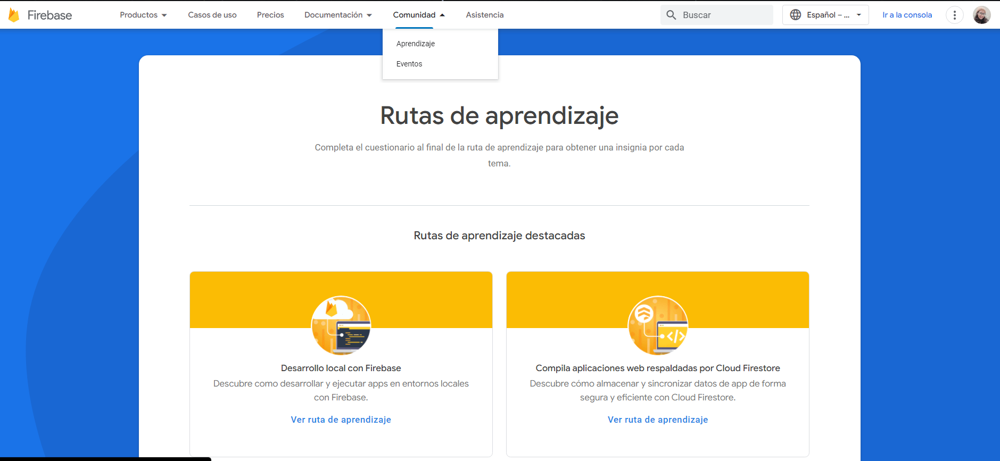 Firebase
Productos
Casos de uso
Precios
Documentación
Comunidad
Asistencia
Buscar
Español – ...
Ir a la consola
Aprendizaje
Eventos
Rutas de aprendizaje
Completa el cuestionario al final de la ruta de aprendizaje para obtener una insignia por cada
tema.
Rutas de aprendizaje destacadas
Desarrollo local con Firebase
Descubre como desarrollar y ejecutar apps en entornos locales
con Firebase.
Ver ruta de aprendizaje
</>
Compila aplicaciones web respaldadas por Cloud Firestore
Descubre cómo almacenar y sincronizar datos de app de forma
segura y eficiente con Cloud Firestore.
Ver ruta de aprendizaje